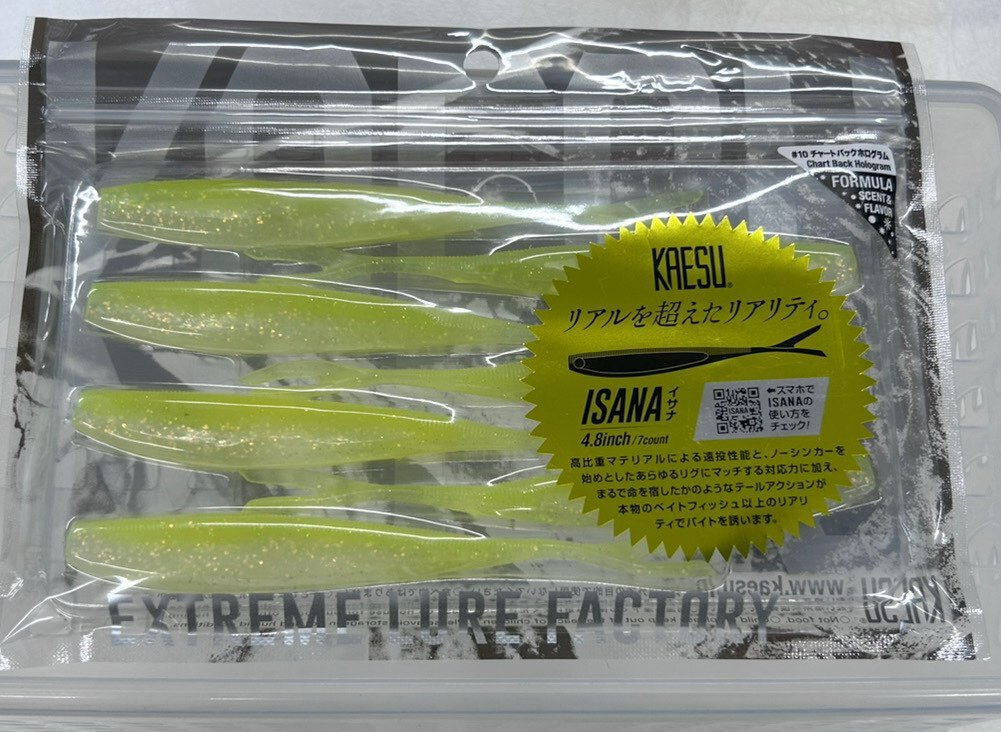 #10 チャートバックホログラム
Chart Back Hologram
FORMULA
SCENT &
FLAVOR
KAESU®
リアルを超えたリアリティ。
ISANA
イサナ
4.8inch/7count
ISANA
←スマホで
ISANAの
使い方を
チェック!
高比重マテリアルによる遠投性能と、ノーシンカーを
始めとしたあらゆるリグにマッチする対応力に加え、
まるで命を宿したかのようなテールアクションが
本物のベイトフィッシュ以上のリアリ
ティでバイトを誘います。
www.kaesu
KAESU
EXTREME LURE FACTORY